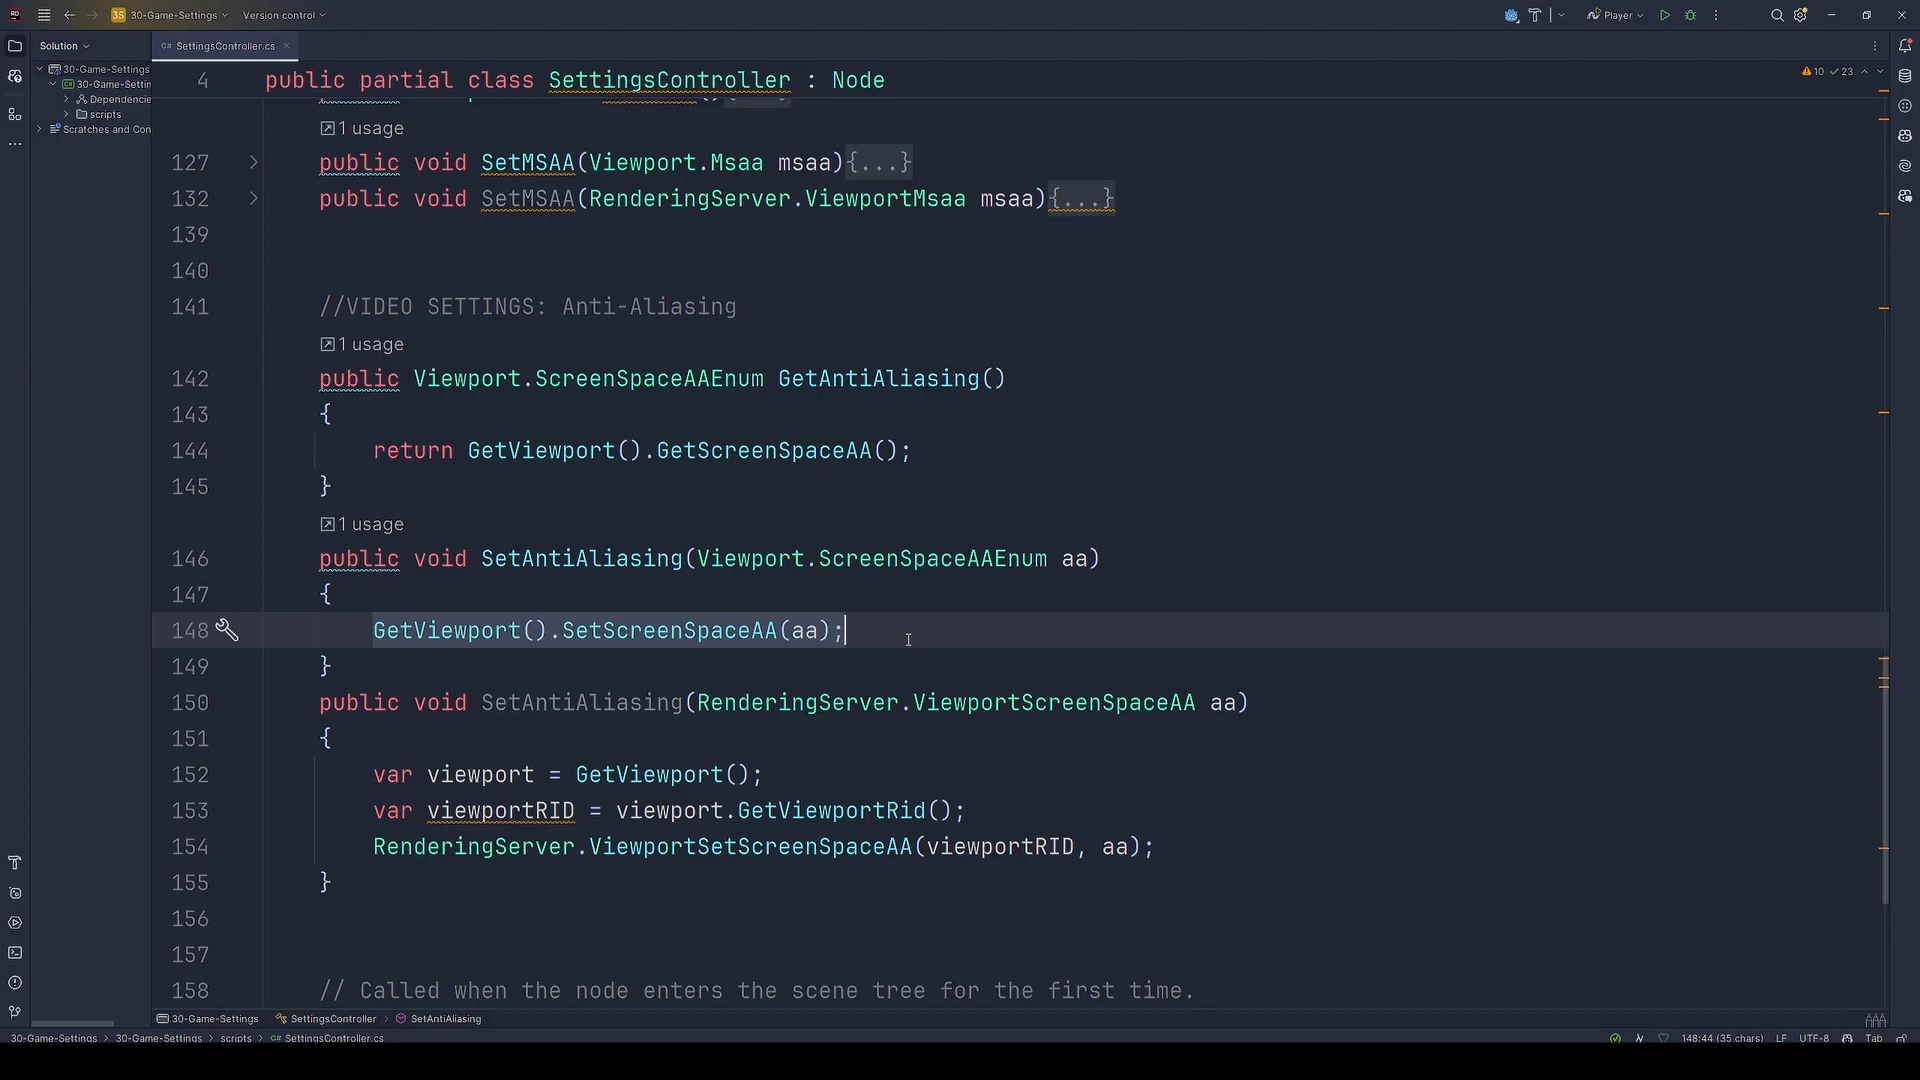 3S 30-Game-Settings Version control Player
Solution SettingsController.cs
30-Game-Settings
30-Game-Settin
Dependencie
scripts
Scratches and Con
4 public partial class SettingsController : Node 10 23
1 usage
127 public void SetMSAA(Viewport.Msaa msaa){...}
132 public void SetMSAA(RenderingServer.ViewportMsaa msaa){...}
139
140
141 //VIDEO SETTINGS: Anti-Aliasing
1 usage
142 public Viewport.ScreenSpaceAAEnum GetAntiAliasing()
143 {
144 return GetViewport().GetScreenSpaceAA();
145 }
1 usage
146 public void SetAntiAliasing(Viewport.ScreenSpaceAAEnum aa)
147 {
148 GetViewport().SetScreenSpaceAA(aa);
149 }
150 public void SetAntiAliasing(RenderingServer.ViewportScreenSpaceAA aa)
151 {
152 var viewport = GetViewport();
153 var viewportRID = viewport.GetViewportRid();
154 RenderingServer.ViewportSetScreenSpaceAA(viewportRID, aa);
155 }
156
157
158 // Called when the node enters the scene tree for the first time.
30-Game-Settings SettingsController SetAntiAliasing
30-Game-Settings > 30-Game-Settings > scripts > C# SettingsController.cs 148:44 (35 chars) LF UTF-8 Tab